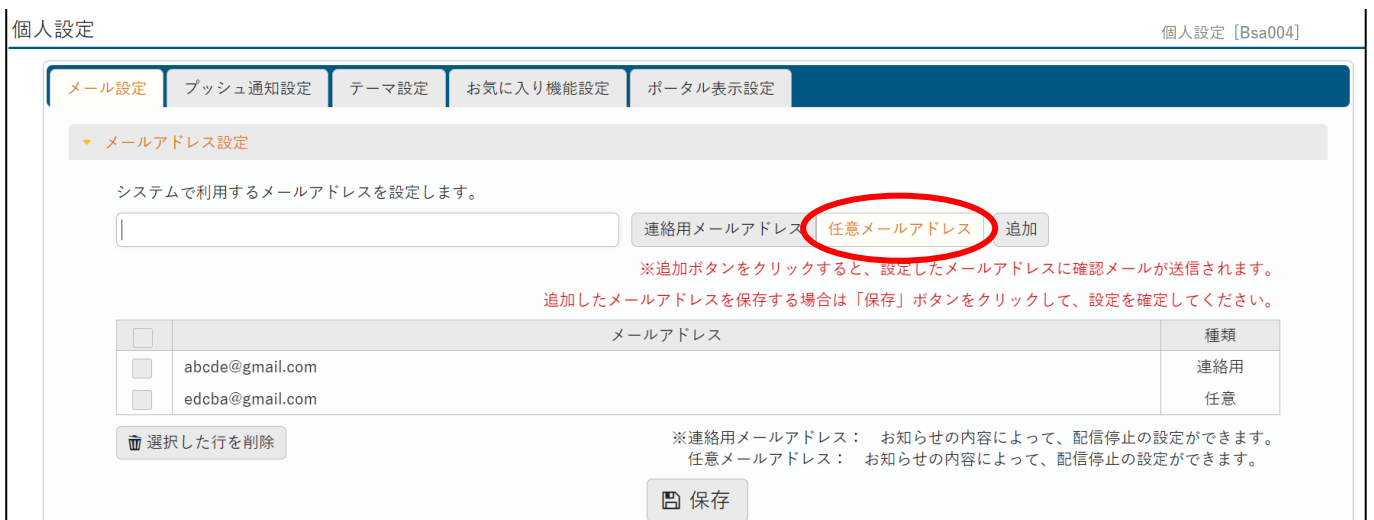 個人設定
個人設定 [Bsa004]
メール設定 プッシュ通知設定 テーマ設定 お気に入り機能設定 ポータル表示設定
メールアドレス設定
システムで利用するメールアドレスを設定します。
連絡用メールアドレス 任意メールアドレス 追加
※追加ボタンをクリックすると、設定したメールアドレスに確認メールが送信されます。
追加したメールアドレスを保存する場合は「保存」ボタンをクリックして、設定を確定してください。
メールアドレス 種類
abcde@gmail.com 連絡用
edcba@gmail.com 任意
選択した行を削除
※連絡用メールアドレス： お知らせの内容によって、配信停止の設定ができます。
任意メールアドレス： お知らせの内容によって、配信停止の設定ができます。
保存